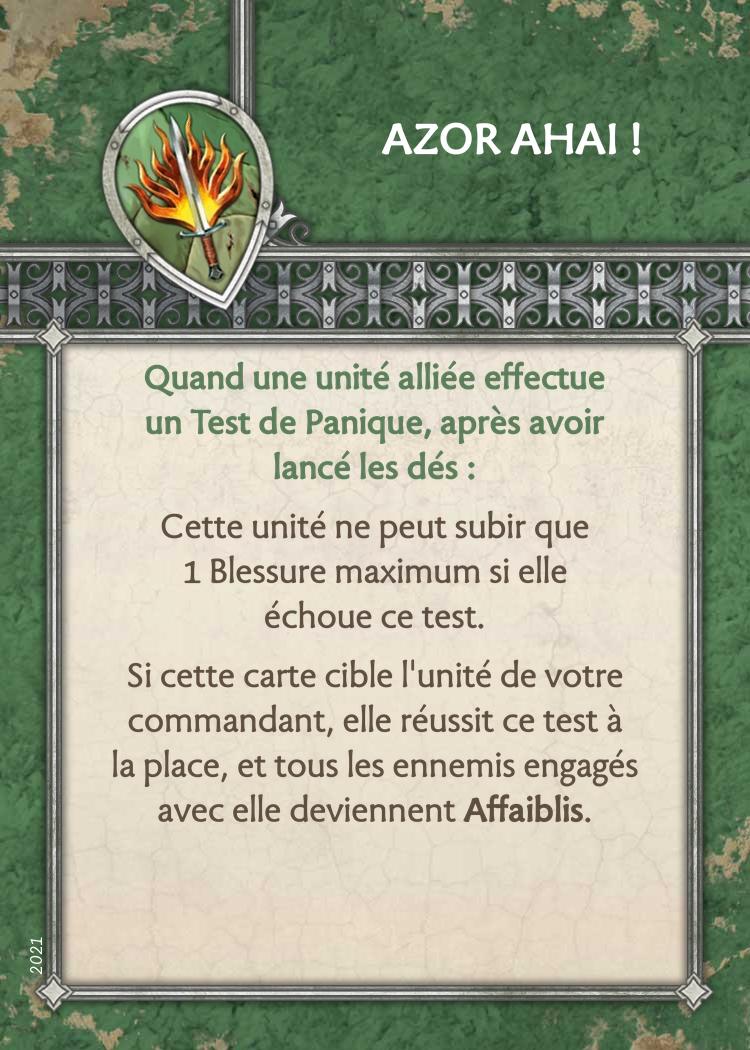 AZOR AHAI !
Quand une unité alliée effectue
un Test de Panique, après avoir
lancé les dés :
Cette unité ne peut subir que
1 Blessure maximum si elle
échoue ce test.
Si cette carte cible l'unité de votre
commandant, elle réussit ce test à
la place, et tous les ennemis engagés
avec elle deviennent Affaiblis.
2021